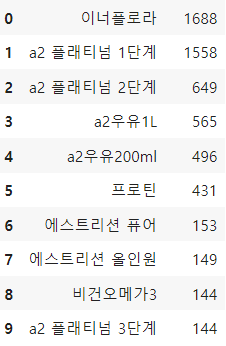 0 이너플로라 1688
1 a2 플래티넘 1단계 1558
2 a2 플래티넘 2단계 649
3 a2우유1L 565
4 a2우유200ml 496
5 프로틴 431
6 에스트리션 퓨어 153
7 에스트리션 올인원 149
8 비건오메가3 144
9 a2 플래티넘 3단계 144